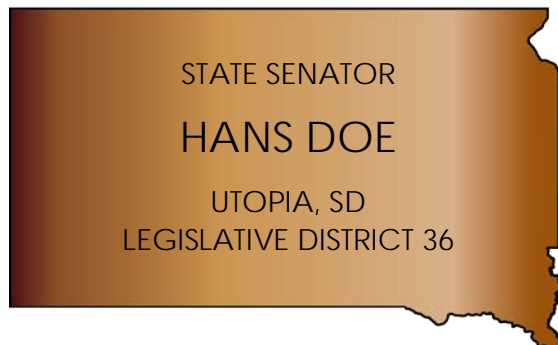 STATE SENATOR
HANS DOE
UTOPIA, SD
LEGISLATIVE DISTRICT 36